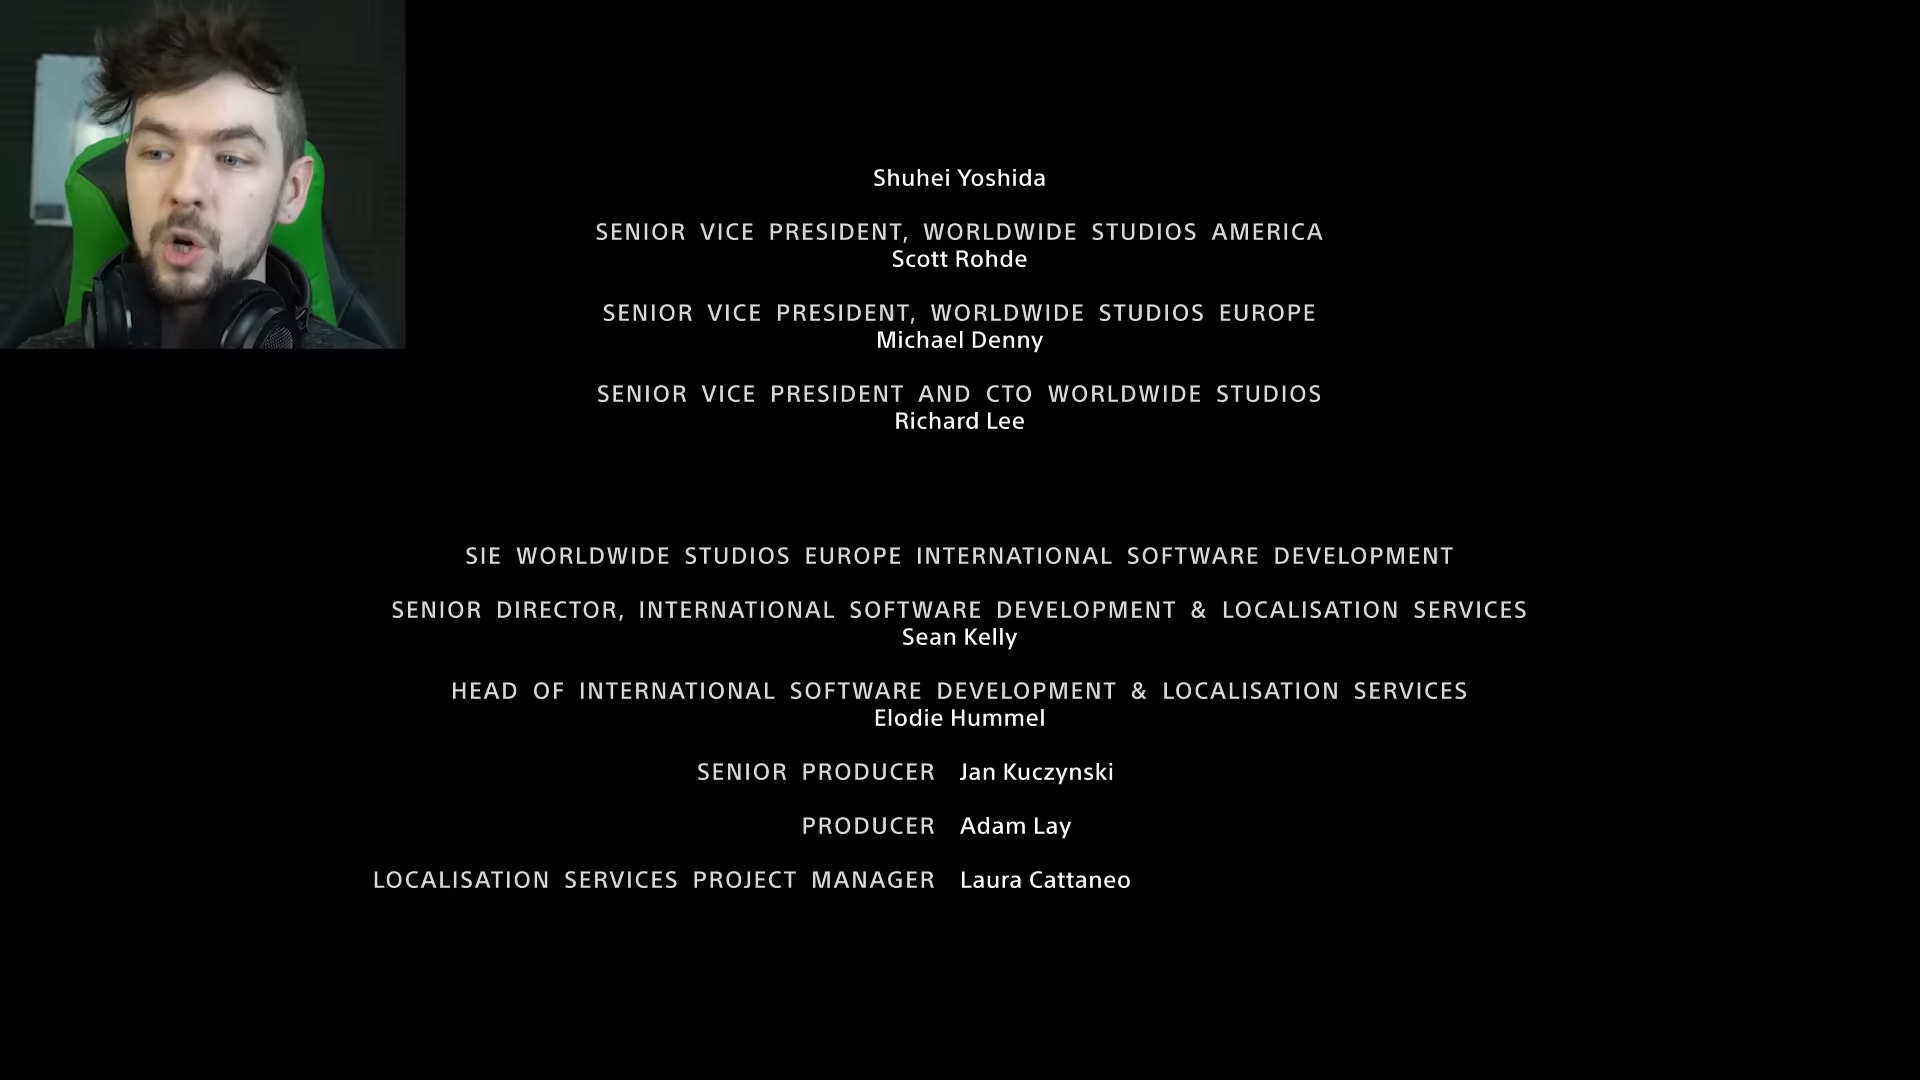 Shuhei Yoshida
SENIOR VICE PRESIDENT, WORLDWIDE STUDIOS AMERICA
Scott Rohde
SENIOR VICE PRESIDENT, WORLDWIDE STUDIOS EUROPE
Michael Denny
SENIOR VICE PRESIDENT AND CTO WORLDWIDE STUDIOS
Richard Lee
SIE WORLDWIDE STUDIOS EUROPE INTERNATIONAL SOFTWARE DEVELOPMENT
SENIOR DIRECTOR, INTERNATIONAL SOFTWARE DEVELOPMENT & LOCALISATION SERVICES
Sean Kelly
HEAD OF INTERNATIONAL SOFTWARE DEVELOPMENT & LOCALISATION SERVICES
Elodie Hummel
SENIOR PRODUCER Jan Kuczynski
PRODUCER Adam Lay
LOCALISATION SERVICES PROJECT MANAGER Laura Cattaneo